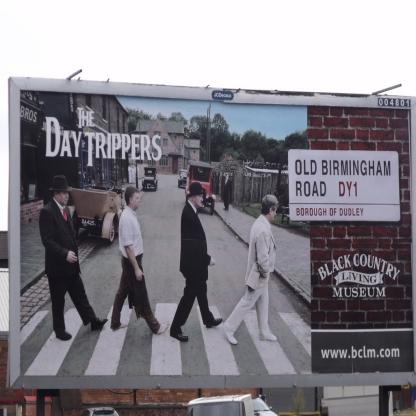 JCDecaux
004801
BROS
THE
DAY TRIPPERS
OLD BIRMINGHAM
ROAD DY1
BOROUGH OF DUDLEY
BLACK COUNTRY
LIVING
MUSEUM
www.bclm.com